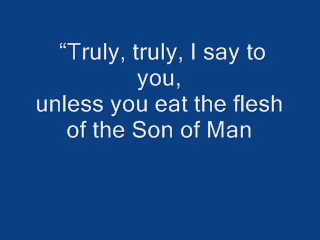 “Truly, truly, I say to
you,
unless you eat the flesh
of the Son of Man